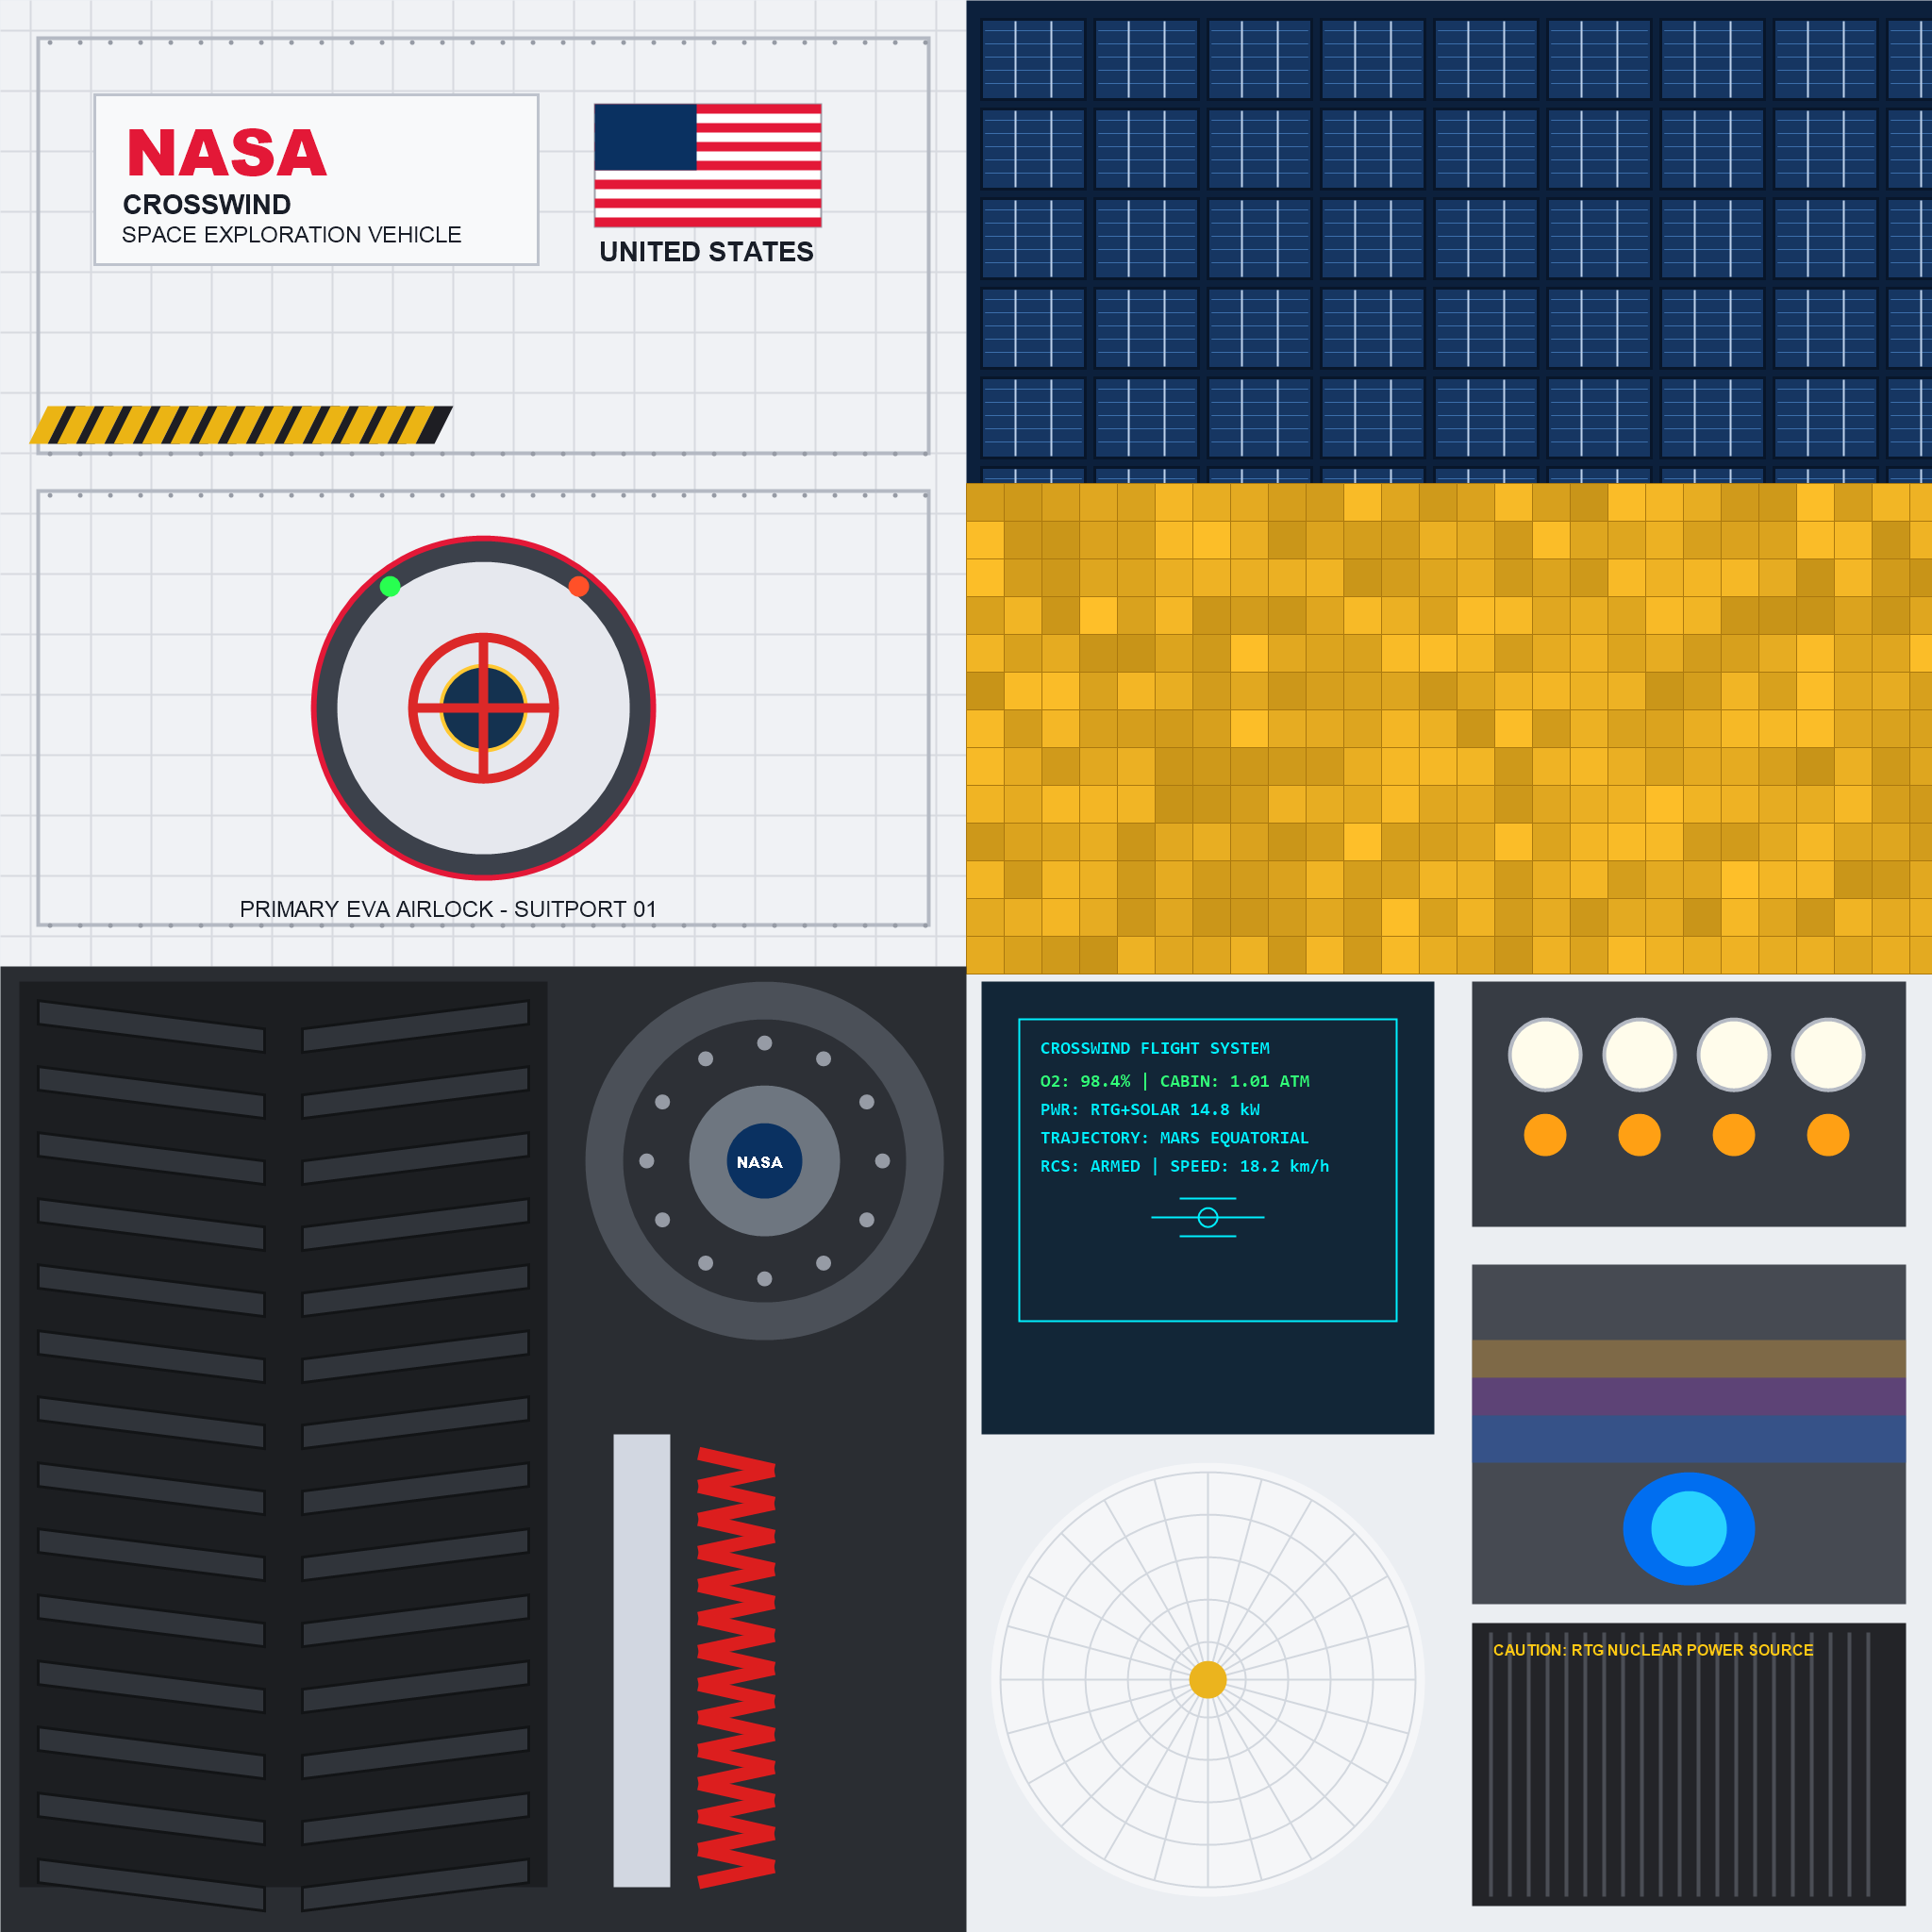 NASA
CROSSWIND
SPACE EXPLORATION VEHICLE
UNITED STATES
PRIMARY EVA AIRLOCK - SUITPORT 01
NASA
CROSSWIND FLIGHT SYSTEM
O2: 98.4% | CABIN: 1.01 ATM
PWR: RTG+SOLAR 14.8 kW
TRAJECTORY: MARS EQUATORIAL
RCS: ARMED | SPEED: 18.2 km/h
CAUTION: RTG NUCLEAR POWER SOURCE